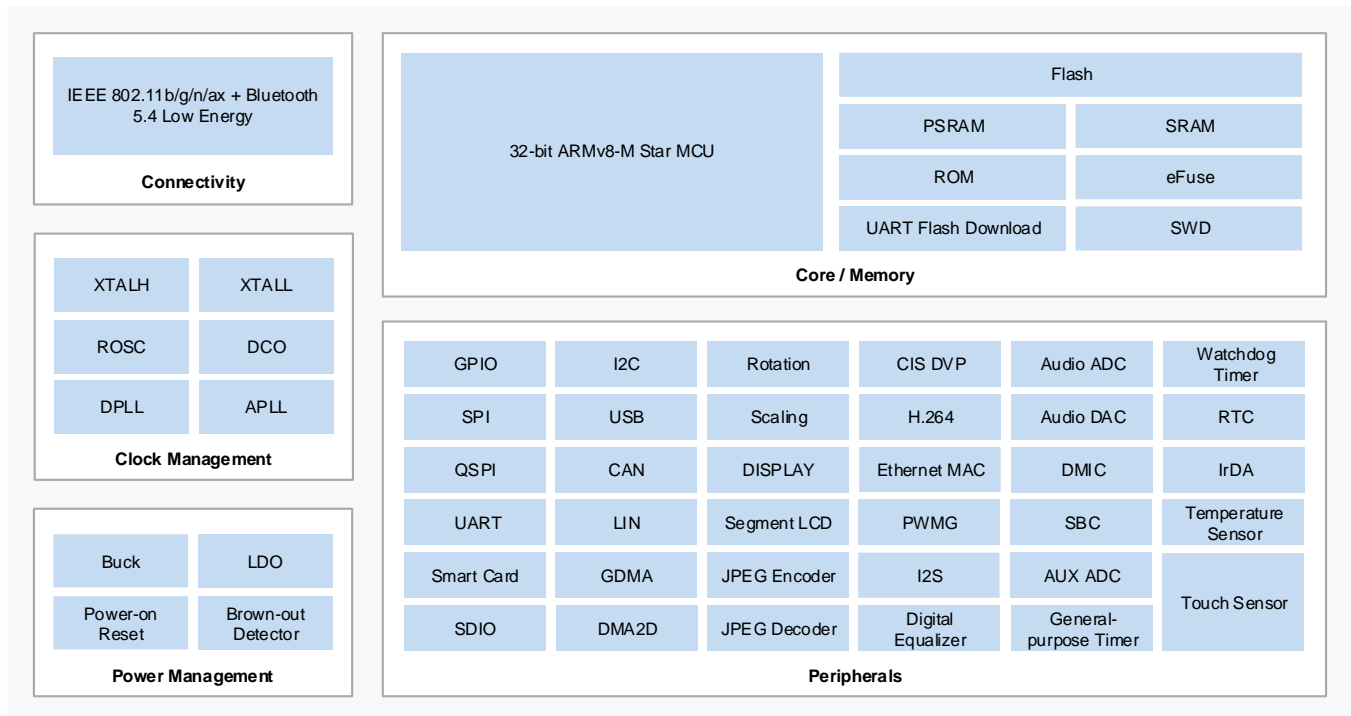 IEEE 802.11b/g/n/ax + Bluetooth
5.4 Low Energy
Connectivity
XTALH
XTALL
ROSC
DCO
DPLL
APLL
Clock Management
Buck
LDO
Power-on
Reset
Brown-out
Detector
Power Management
32-bit ARMv8-M Star MCU
Flash
PSRAM
SRAM
ROM
eFuse
UART Flash Download
SWD
Core / Memory
GPIO
I2C
Rotation
CIS DVP
Audio ADC
Watchdog
Timer
SPI
USB
Scaling
H.264
Audio DAC
RTC
QSPI
CAN
DISPLAY
Ethernet MAC
DMIC
IrDA
UART
LIN
Segment LCD
PWMG
SBC
Temperature
Sensor
Smart Card
GDMA
JPEG Encoder
I2S
AUX ADC
Touch Sensor
SDIO
DMA2D
JPEG Decoder
Digital
Equalizer
General-
purpose Timer
Peripherals